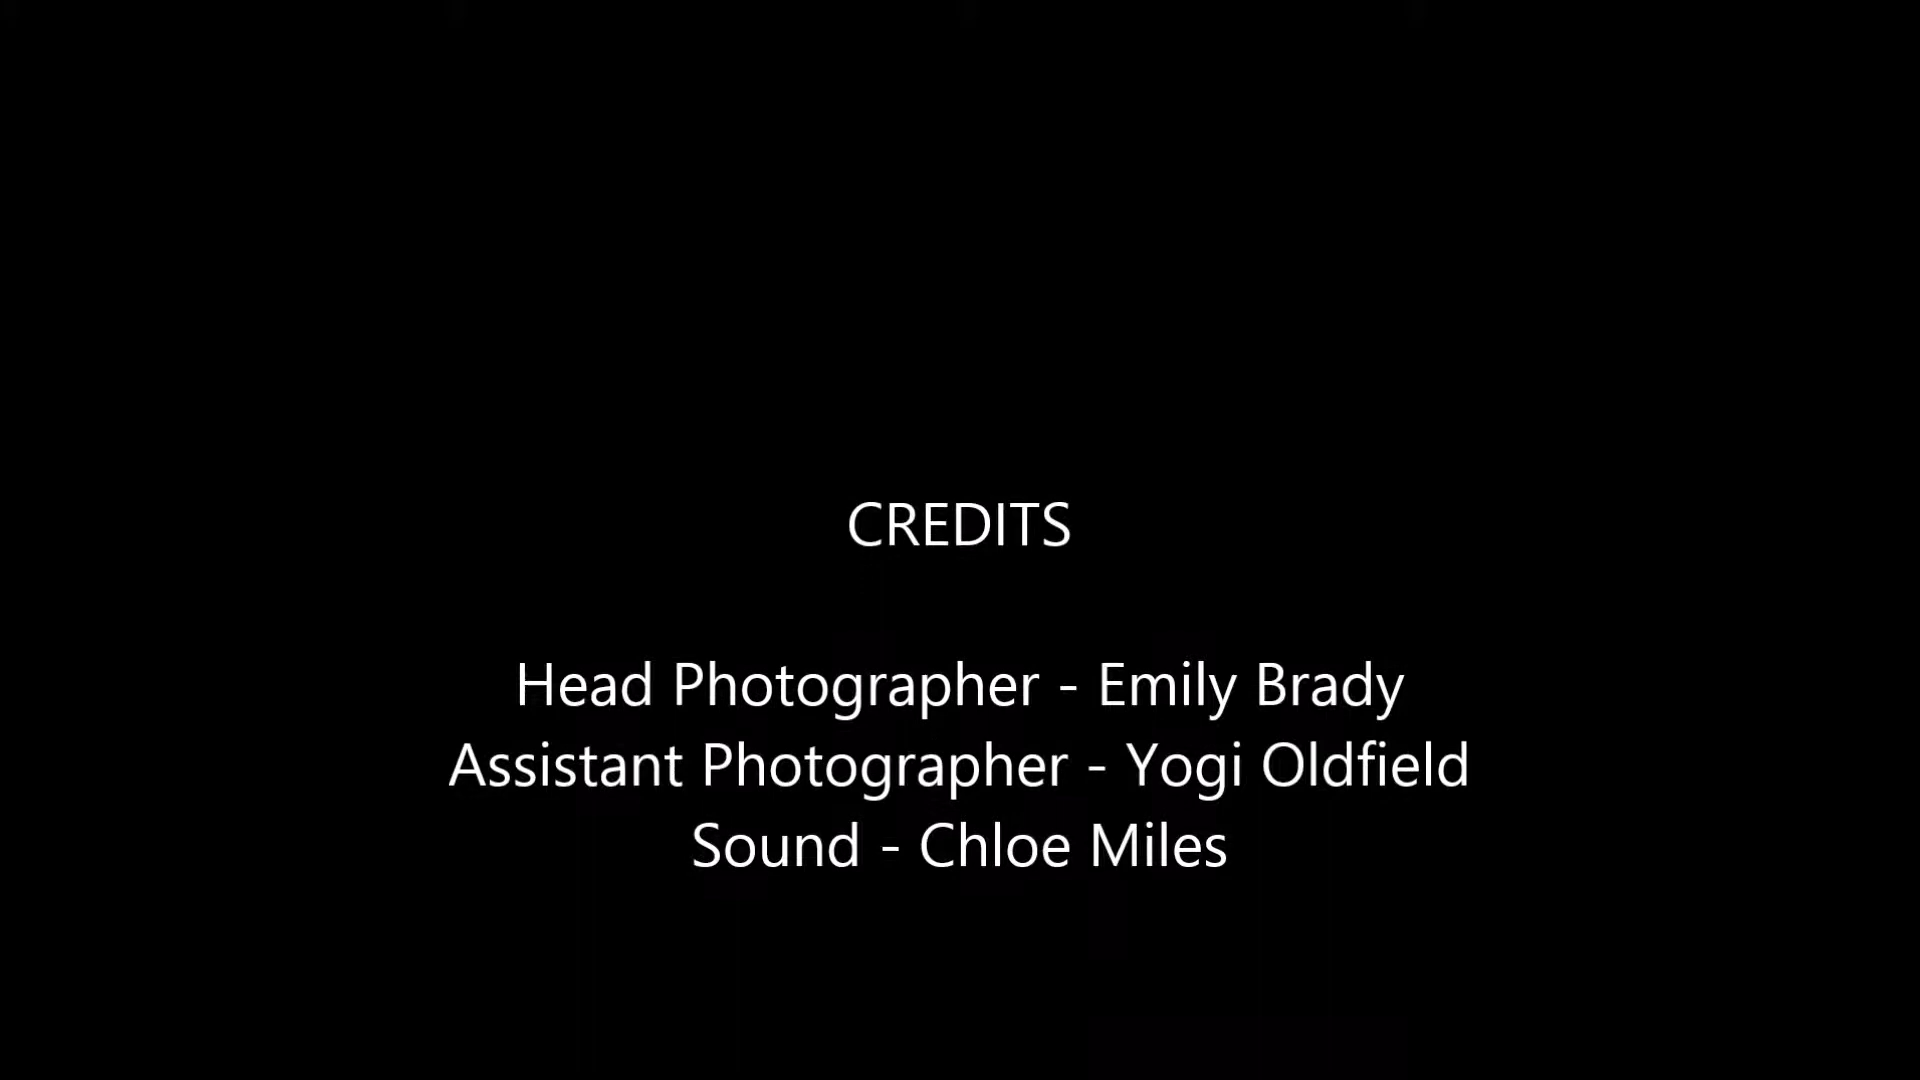 CREDITS
Head Photographer - Emily Brady
Assistant Photographer - Yogi Oldfield
Sound - Chloe Miles